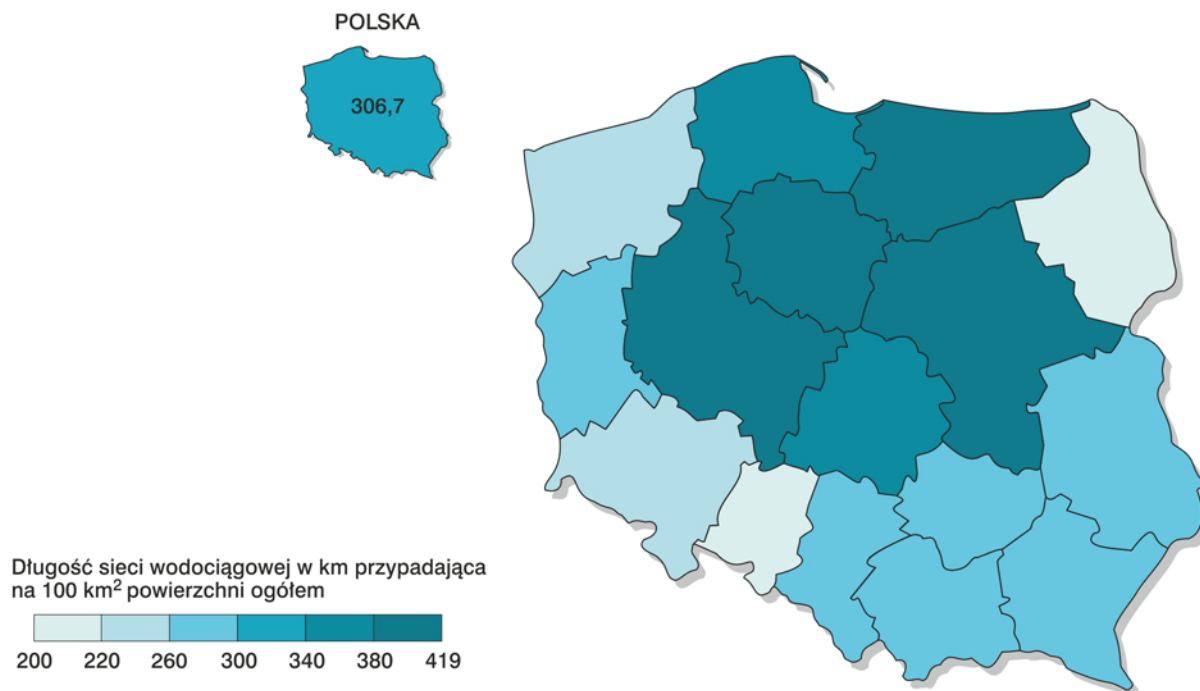 POLSKA
306,7
Długość sieci wodociągowej w km przypadająca
na 100 km² powierzchni ogółem
200 220 260 300 340 380 419